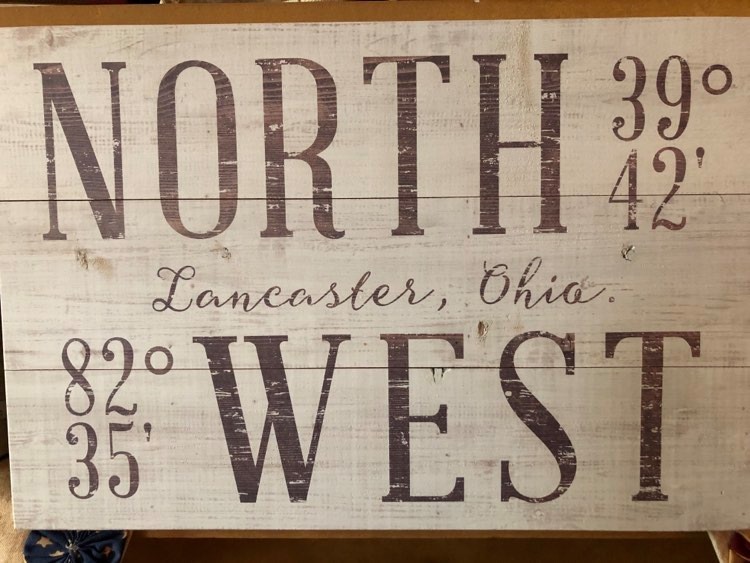 NORTH 39°
42'
Lancaster, Ohio.
82° WEST
35'